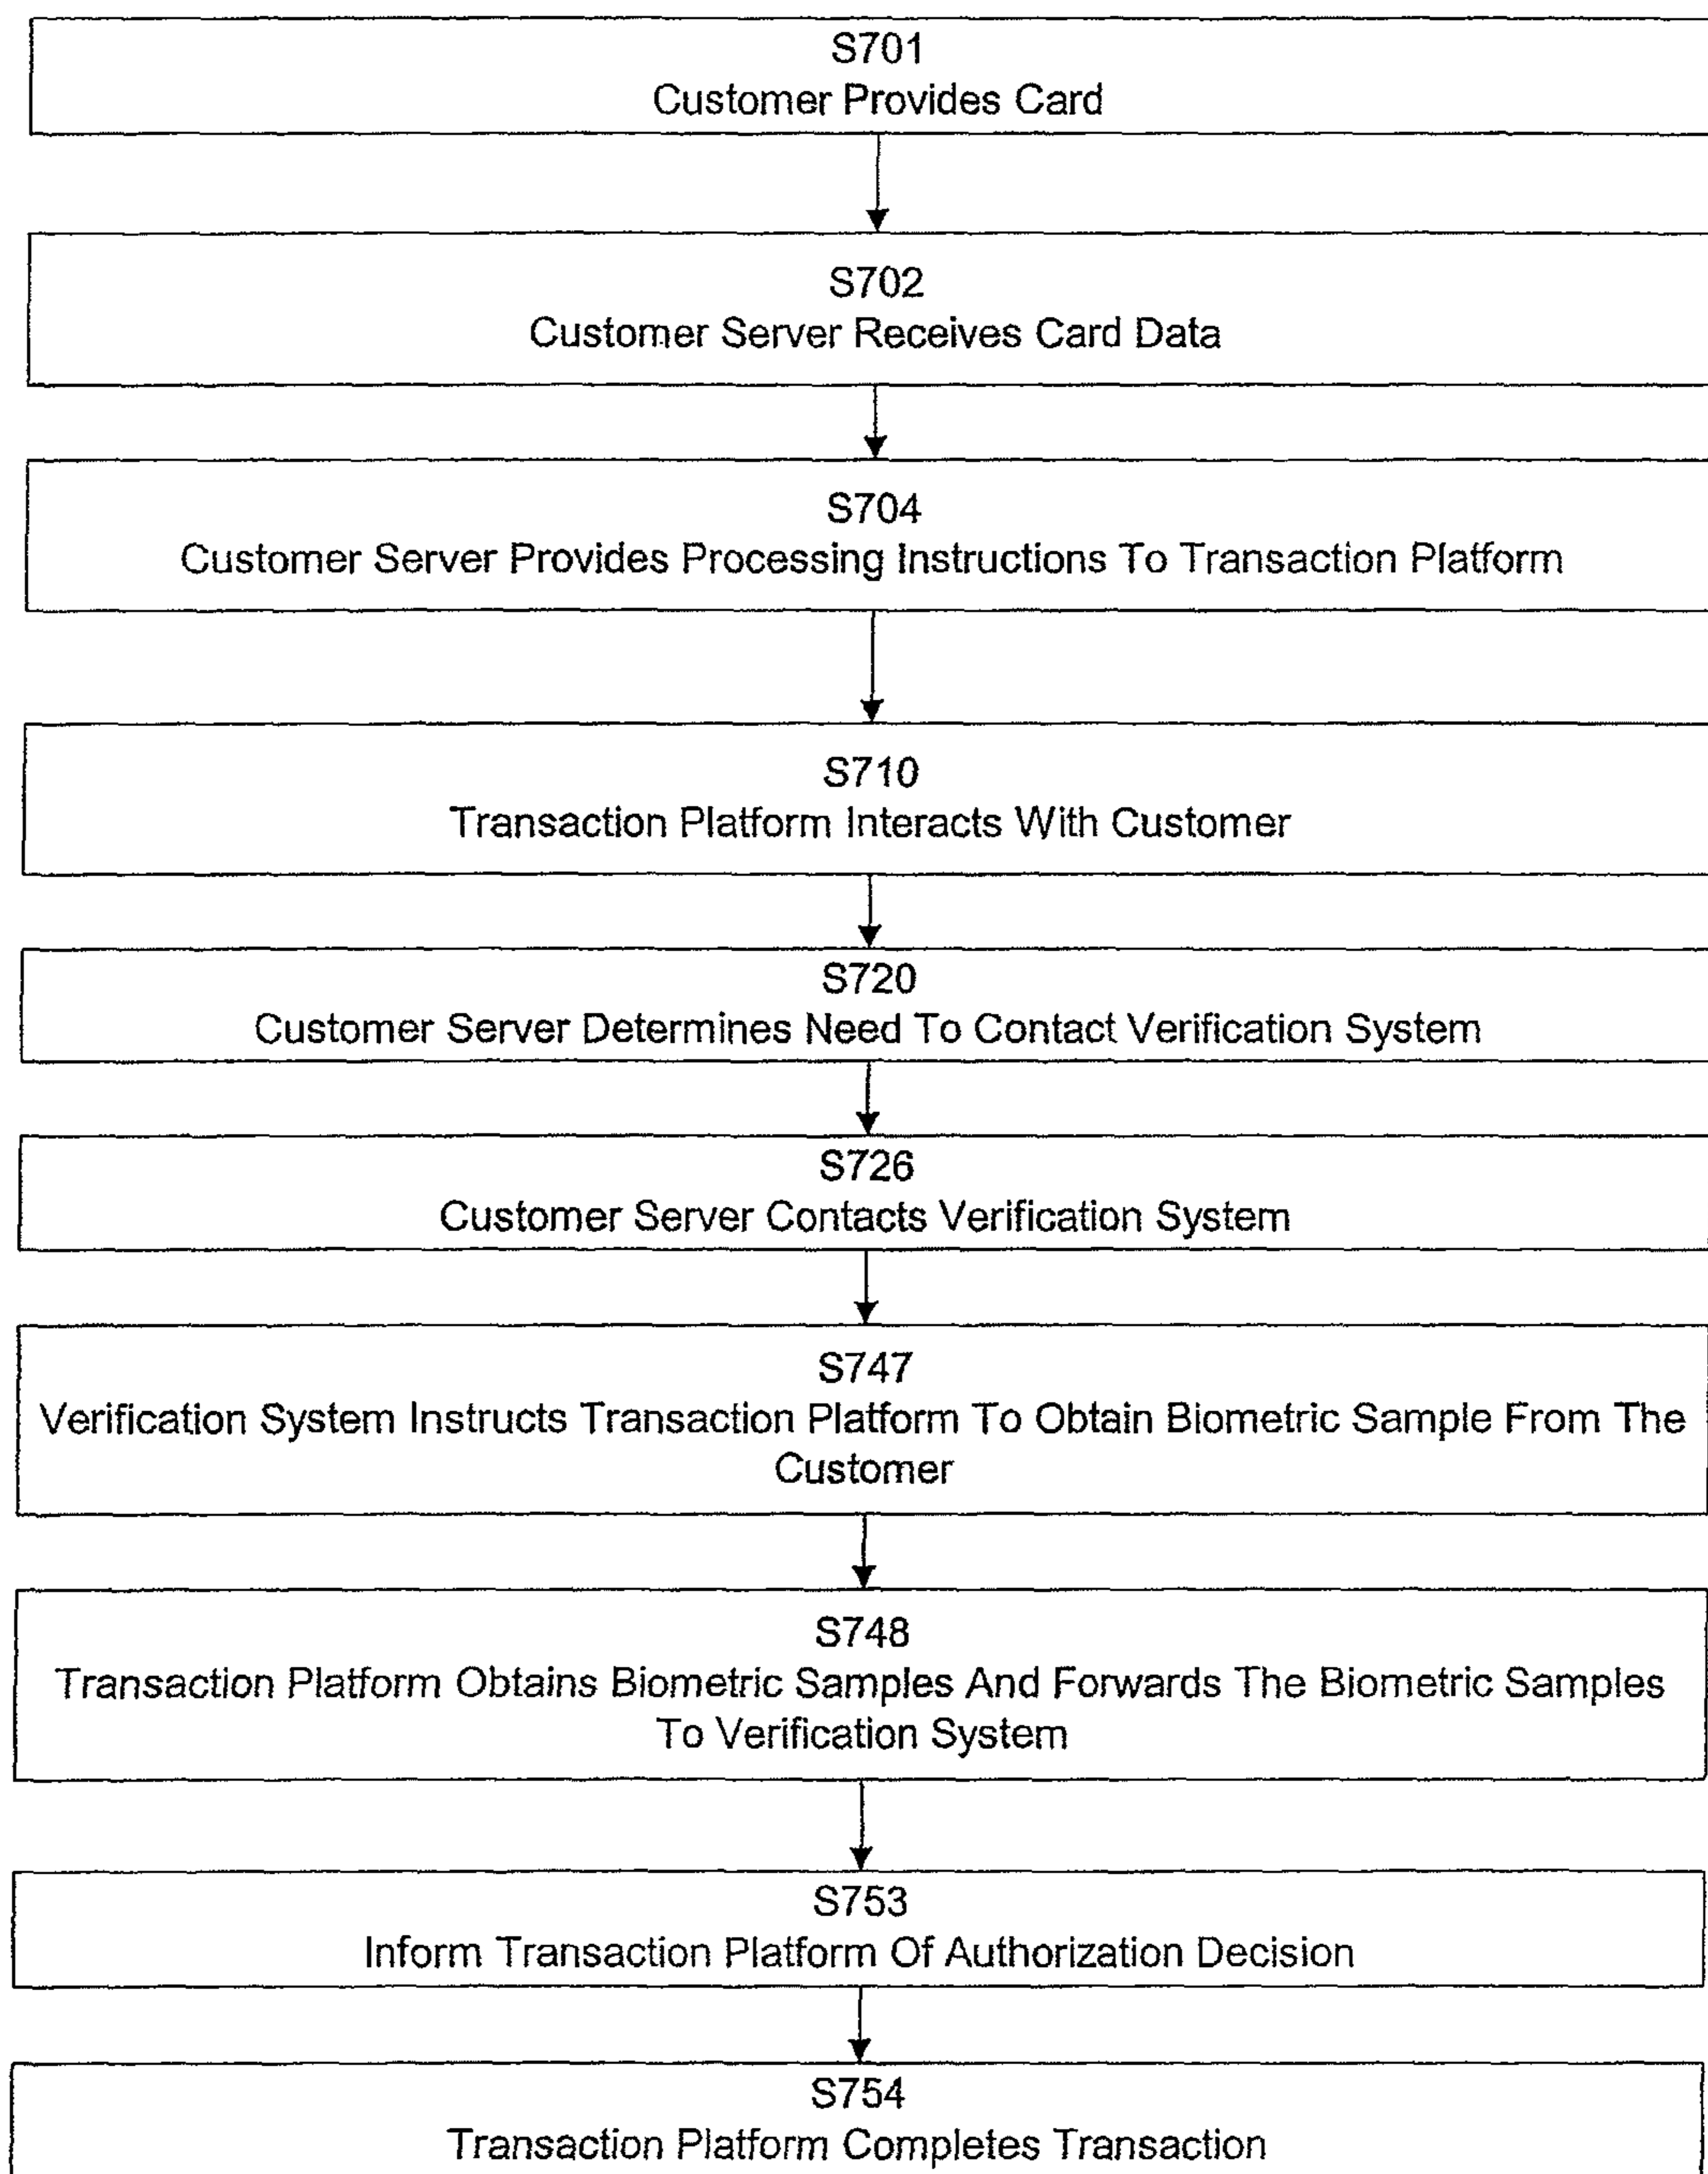 S701
Customer Provides Card
S702
Customer Server Receives Card Data
S704
Customer Server Provides Processing Instructions To Transaction Platform
S710
Transaction Platform Interacts With Customer
S720
Customer Server Determines Need To Contact Verification System
S726
Customer Server Contacts Verification System
S747
Verification System Instructs Transaction Platform To Obtain Biometric Sample From The
Customer
S748
Transaction Platform Obtains Biometric Samples And Forwards The Biometric Samples
To Verification System
S753
Inform Transaction Platform Of Authorization Decision
S754
Transaction Platform Completes Transaction